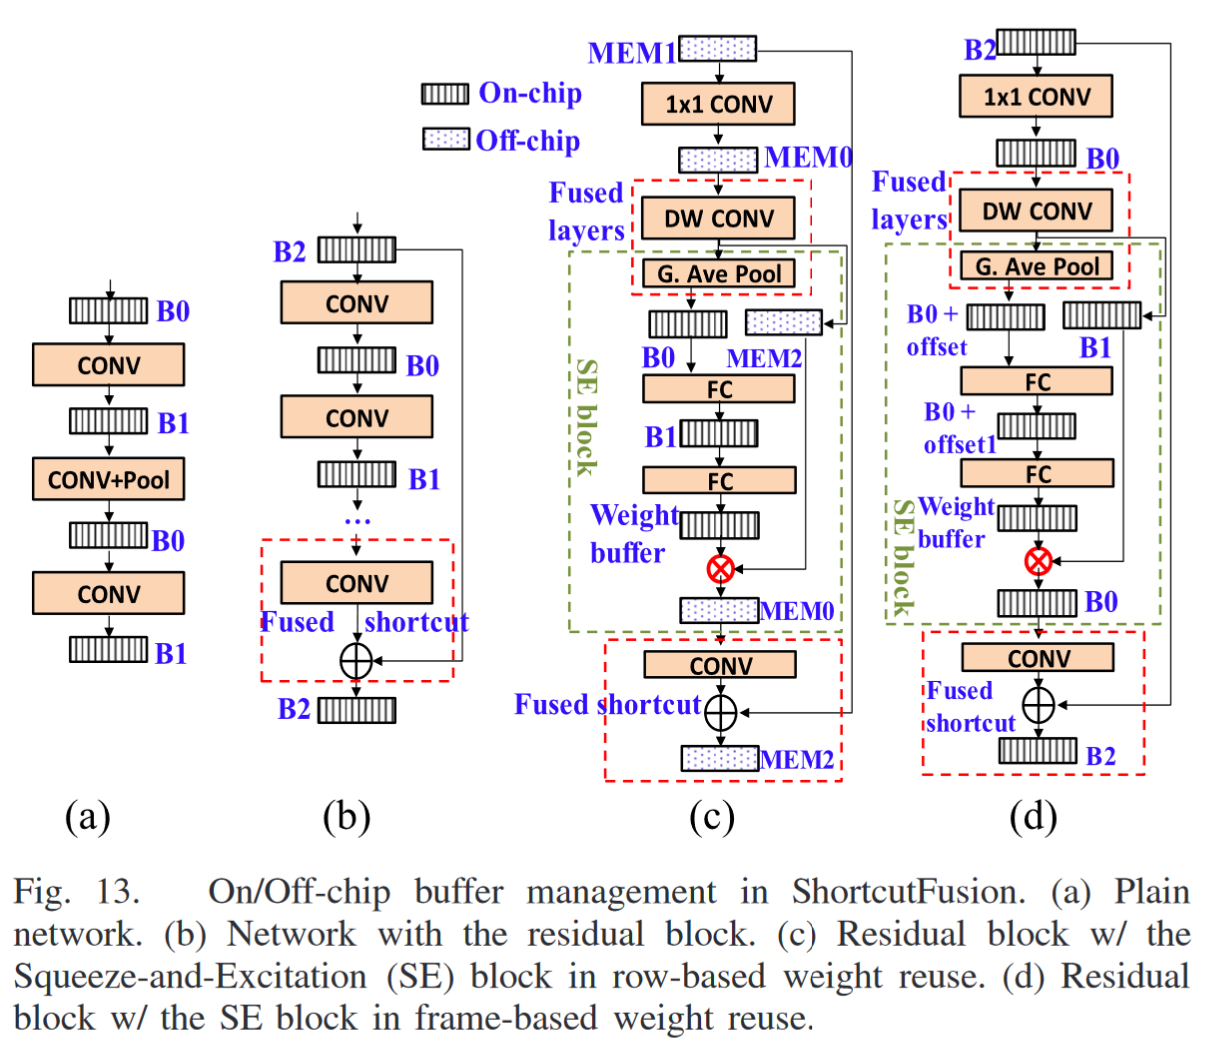 On-chip
Off-chip
B0
CONV
B1
CONV+Pool
B0
CONV
B1
(a)
B2
CONV
B0
CONV
B1
...
CONV
Fused shortcut
B2
(b)
MEM1
1x1 CONV
MEM0
Fused
layers
DW CONV
G. Ave Pool
B0
MEM2
SE block
FC
B1
FC
Weight
buffer
MEM0
CONV
Fused shortcut
MEM2
(c)
B2
1x1 CONV
B0
Fused
layers
DW CONV
G. Ave Pool
B0 +
offset
B1
FC
B0 +
offset1
FC
SE block
Weight
buffer
B0
CONV
Fused
shortcut
B2
(d)
Fig. 13. On/Off-chip buffer management in ShortcutFusion. (a) Plain
network. (b) Network with the residual block. (c) Residual block w/ the
Squeeze-and-Excitation (SE) block in row-based weight reuse. (d) Residual
block w/ the SE block in frame-based weight reuse.